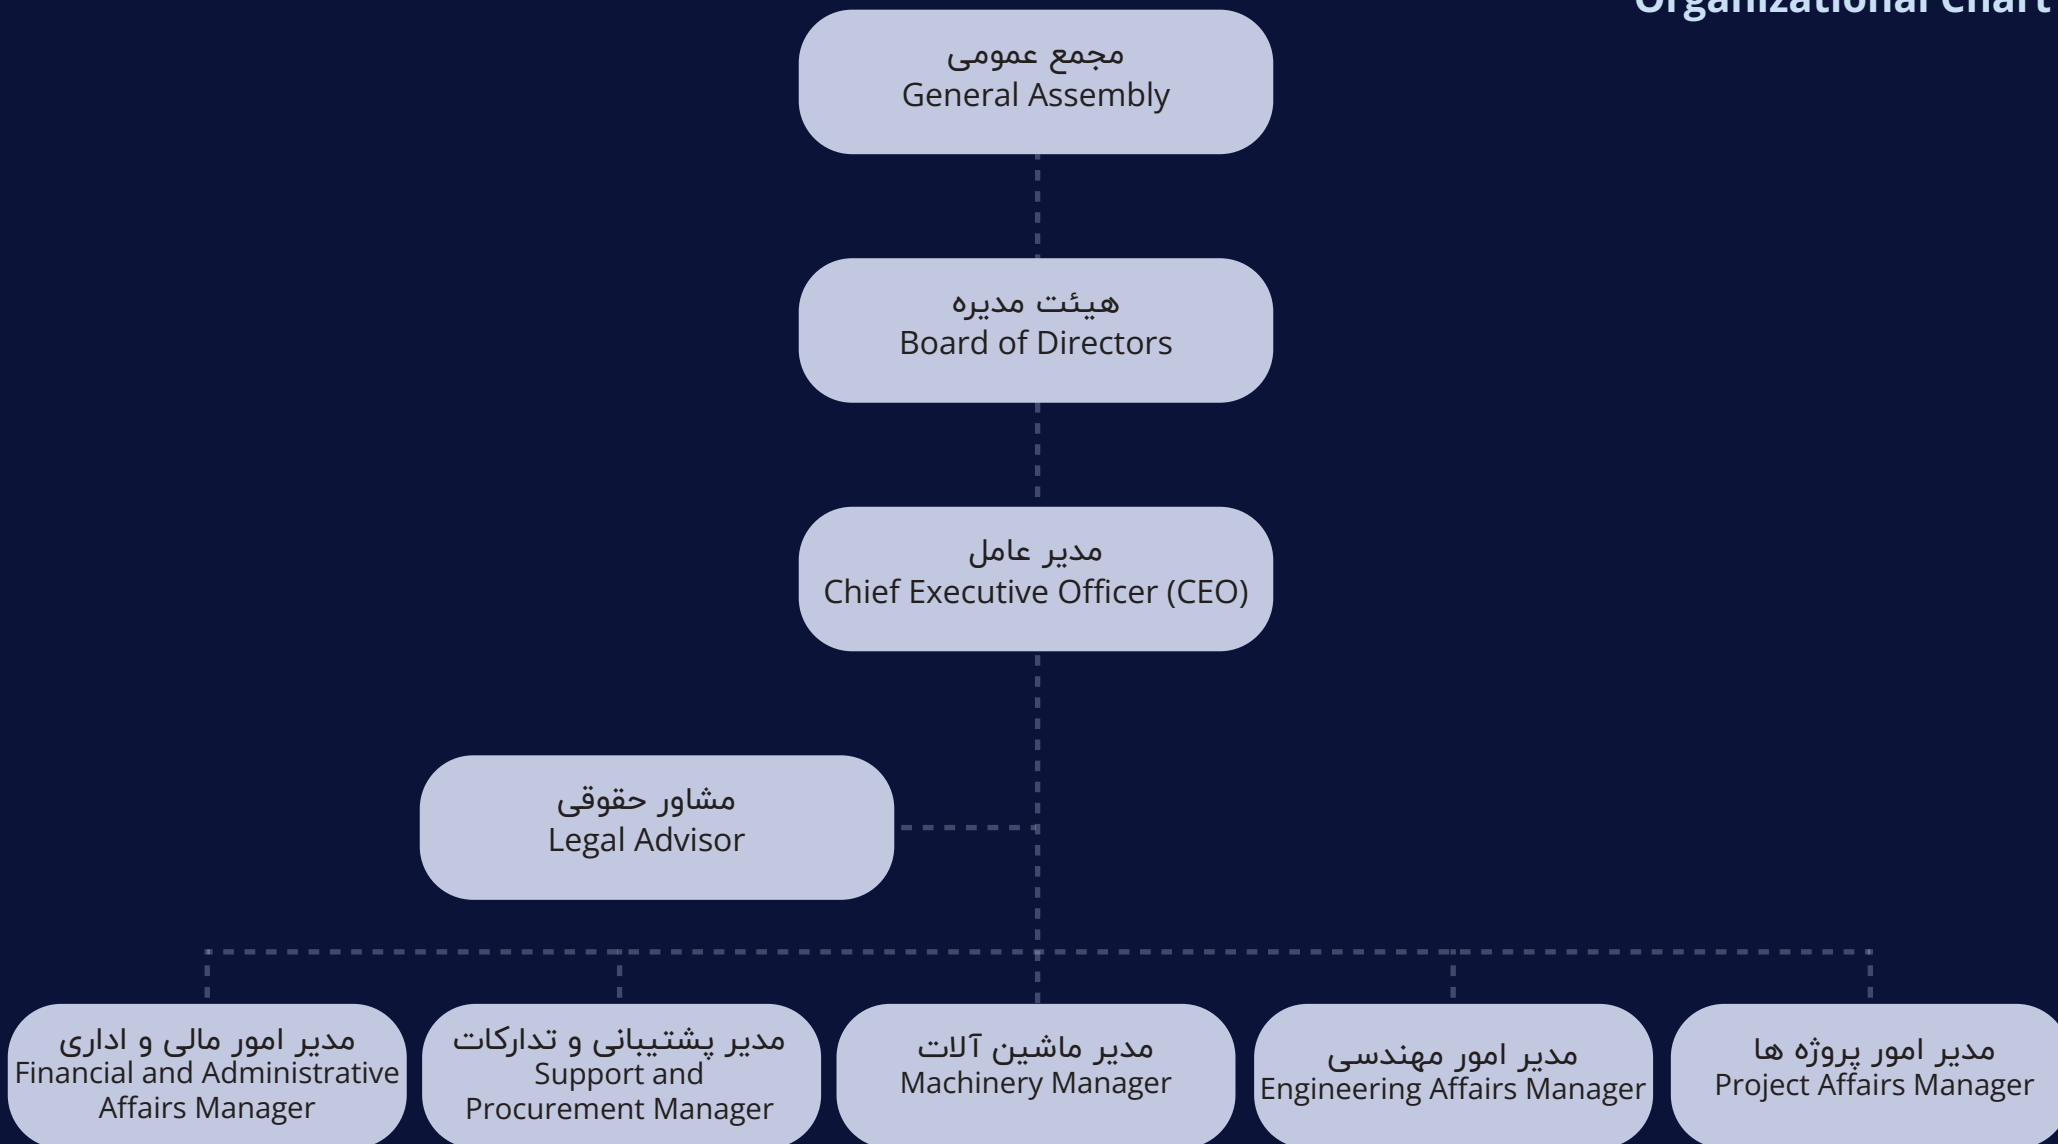 Organizational Chart
مجمع عمومی
General Assembly
هیئت مدیره
Board of Directors
مدیر عامل
Chief Executive Officer (CEO)
مشاور حقوقی
Legal Advisor
مدیر امور مالی و اداری
Financial and Administrative
Affairs Manager
مدیر پشتیبانی و تدارکات
Support and
Procurement Manager
مدیر ماشین آلات
Machinery Manager
مدیر امور مهندسی
Engineering Affairs Manager
مدیر امور پروژه ها
Project Affairs Manager